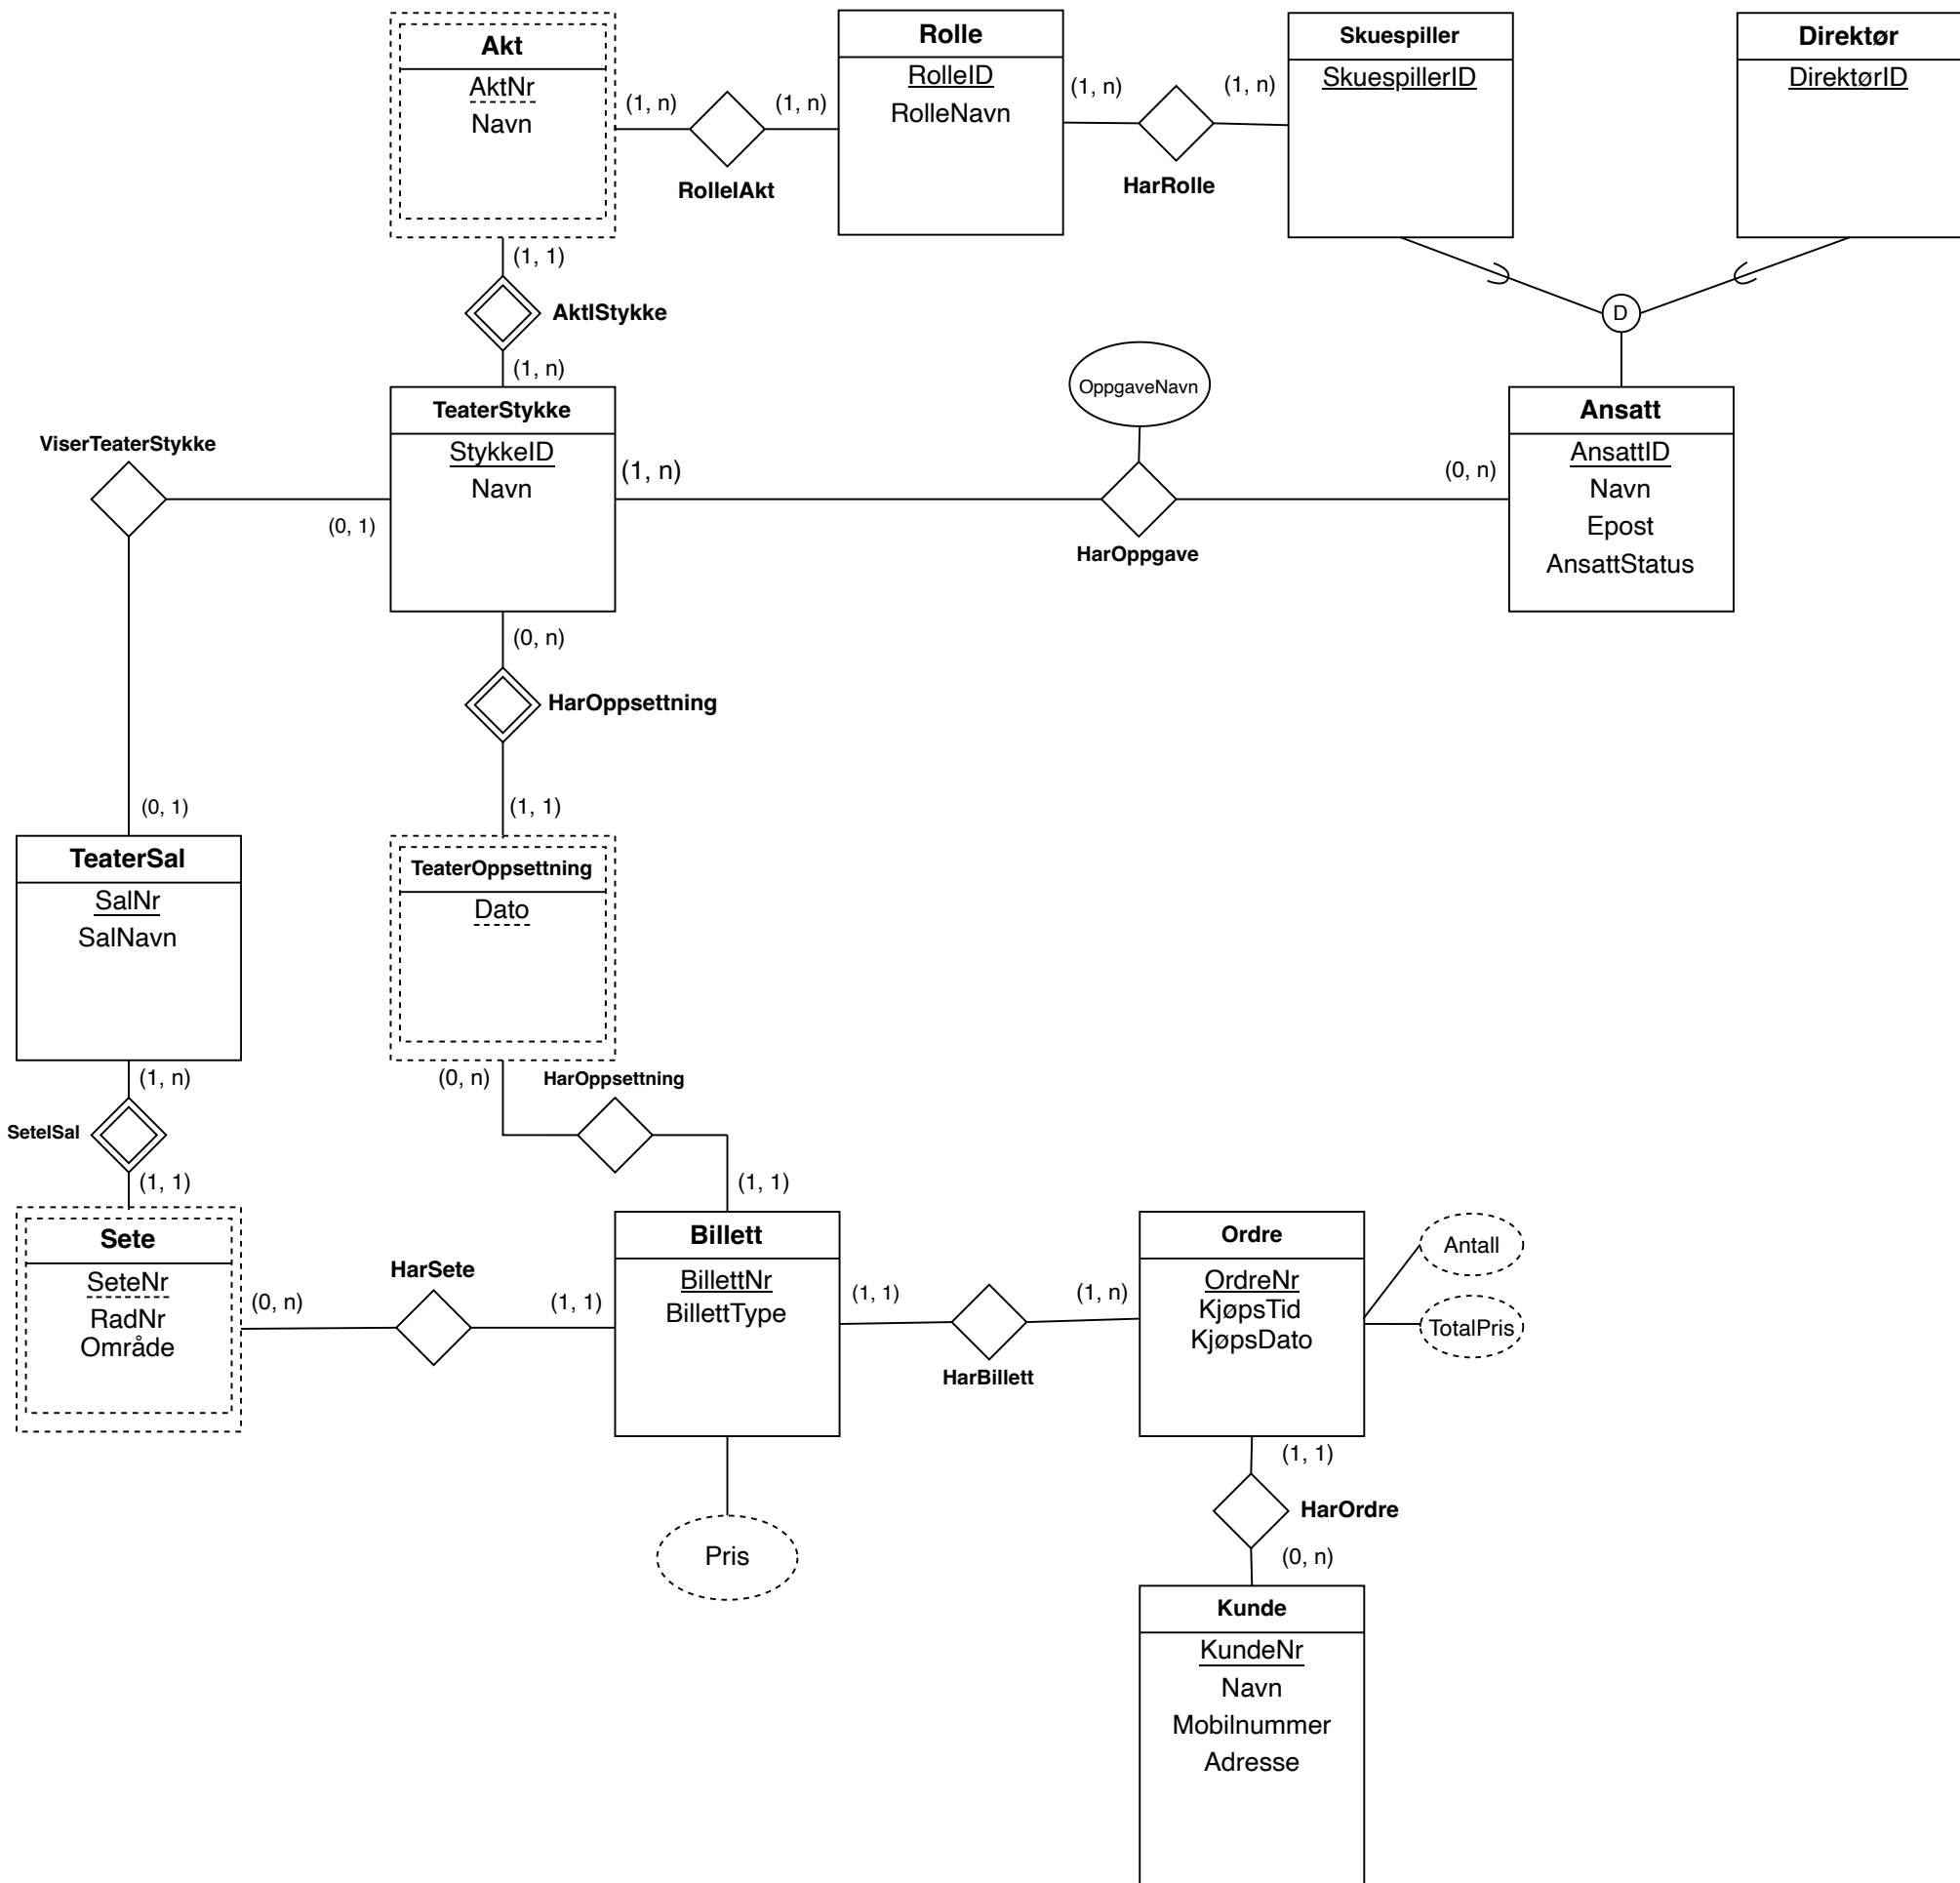 Akt
AktNr
Navn
(1, n)
(1, n)
RolleIAkt
Rolle
RolleID
RolleNavn
(1, n)
(1, n)
HarRolle
Skuespiller
SkuespillerID
Direktør
DirektørID
(1, 1)
AktIStykke
(1, n)
D
ViserTeaterStykke
(0, 1)
TeaterStykke
StykkeID
Navn
(1, n)
OppgaveNavn
HarOppgave
(0, n)
Ansatt
AnsattID
Navn
Epost
AnsattStatus
(0, n)
HarOppsettning
(1, 1)
(0, 1)
TeaterSal
SalNr
SalNavn
TeaterOppsettning
Dato
(1, n)
SeteISal
(1, 1)
(0, n)
HarOppsettning
(1, 1)
Sete
SeteNr
RadNr
Område
(0, n)
HarSete
(1, 1)
Billett
BillettNr
BillettType
(1, 1)
HarBillett
(1, n)
Ordre
OrdreNr
KjøpsTid
KjøpsDato
Antall
TotalPris
Pris
(1, 1)
HarOrdre
(0, n)
Kunde
KundeNr
Navn
Mobilnummer
Adresse